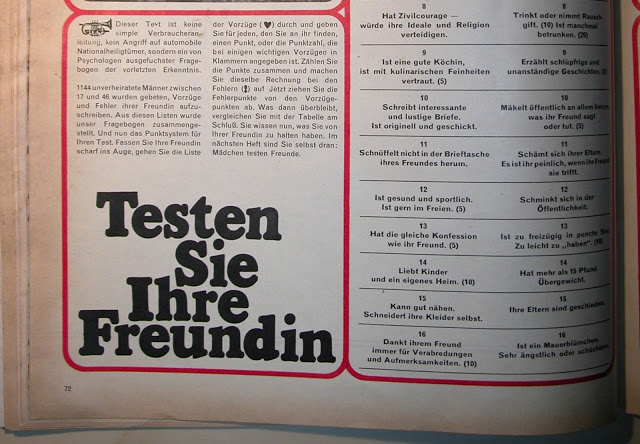 Dieser Text ist keine
simple Verbraucheran-
leitung, kein Angriff auf automobile
Nationalheiligtümer, sondern ein von
Psychologen ausgefuchster Frage-
bogen der vorletzten Erkenntnis.
1144 unverheiratete Männer zwischen
17 und 46 wurden gebeten, Vorzüge
und Fehler ihrer Freundin aufzu-
schreiben. Aus diesen Listen wurde
unser Fragebogen zusammenge-
stellt. Und nun das Punktsystem für
Ihren Test. Fassen Sie Ihre Freundin
scharf ins Auge, gehen Sie die Liste
der Vorzüge (♥) durch und geben
Sie für jeden, den Sie an ihr finden,
einen Punkt, oder die Punktzahl, die
bei einigen wichtigen Vorzügen in
Klammern angegeben ist. Zählen Sie
die Punkte zusammen und machen
Sie dieselbe Rechnung bei den
Fehlern () auf Jetzt ziehen Sie die
Fehlerpunkte von den Vorzüge-
punkten ab. Was dann überbleibt,
vergleichen Sie mit der Tabelle am
Schluß. Sie wissen nun, was Sie von
Ihrer Freundin zu halten haben. Im
nächsten Heft sind Sie selbst dran:
Mädchen testen Freunde.
Testen
Sie
Ihre
Freundin
72
8
Hat Zivilcourage —
würde ihre Ideale und Religion
verteidigen.
9
Ist eine gute Köchin,
ist mit kulinarischen Feinheiten
vertraut. (5)
10
Schreibt interessante
und lustige Briefe.
Ist originell und geschickt.
11
Schnüffelt nicht in der Brieftasche
ihres Freundes herum.
12
Ist gesund und sportlich.
Ist gern im Freien. (5)
13
Hat die gleiche Konfession
wie ihr Freund. (5)
14
Liebt Kinder
und ein eigenes Heim. (10)
15
Kann gut nähen.
Schneidert ihre Kleider selbst.
16
Dankt ihrem Freund
immer für Verabredungen
und Aufmerksamkeiten. (10)
8
Trinkt oder nimmt Rausch-
gift. (10) Ist manchmal
betrunken. (20)
9
Erzählt schlüpfrige und
unanständige Geschichten. (5)
10
Mäkelt öffentlich an allem herum,
was ihr Freund sagt
oder tut. (5)
11
Schämt sich ihrer Eltern.
Es ist ihr peinlich, wenn ihr Freund
sie trifft.
12
Schminkt sich in der
Öffentlichkeit.
13
Ist zu freizügig in puncto Sex.
Zu leicht zu „haben". (10)
14
Hat mehr als 15 Pfund
Übergewicht.
15
Ihre Eltern sind geschieden.
16
Ist ein Mauerblümchen.
Sehr ängstlich oder schüchtern.